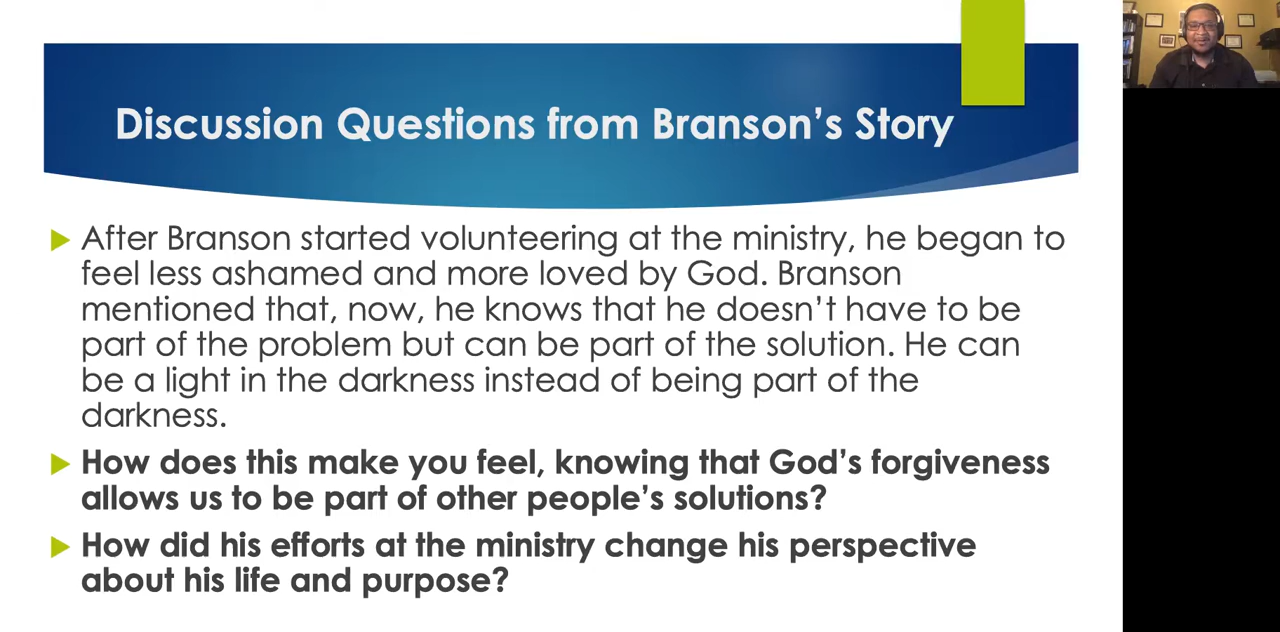 Discussion Questions from Branson’s Story
After Branson started volunteering at the ministry, he began to
feel less ashamed and more loved by God. Branson
mentioned that, now, he knows that he doesn’t have to be
part of the problem but can be part of the solution. He can
be a light in the darkness instead of being part of the
darkness.
How does this make you feel, knowing that God’s forgiveness
allows us to be part of other people’s solutions?
How did his efforts at the ministry change his perspective
about his life and purpose?